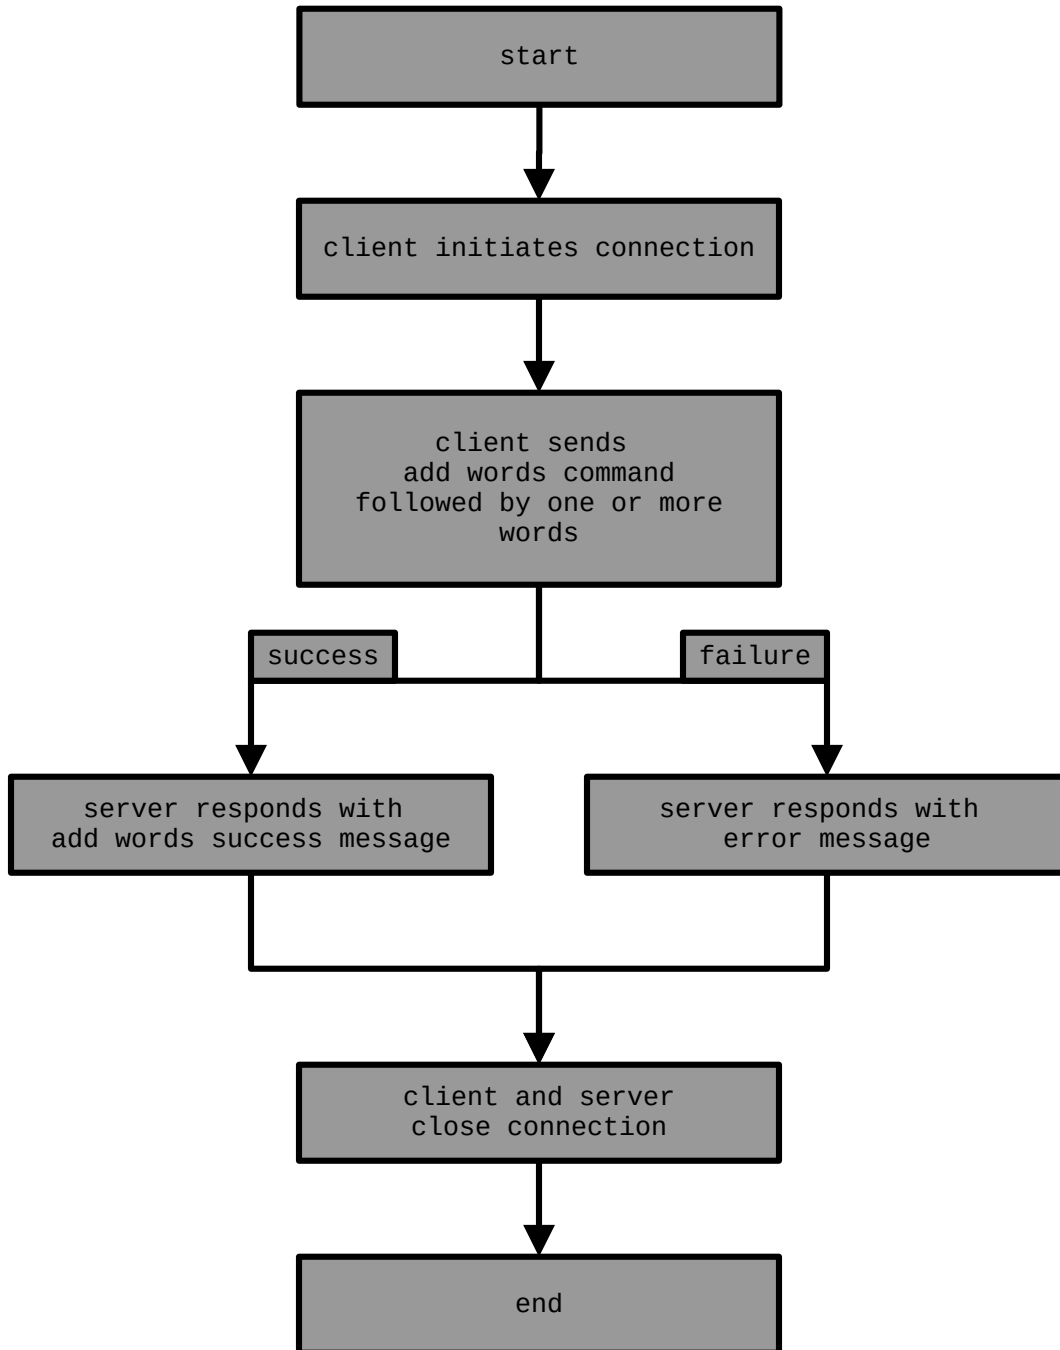 start
client initiates connection
client sends
add words command
followed by one or more
words
success
failure
server responds with
add words success message
server responds with
error message
client and server
close connection
end